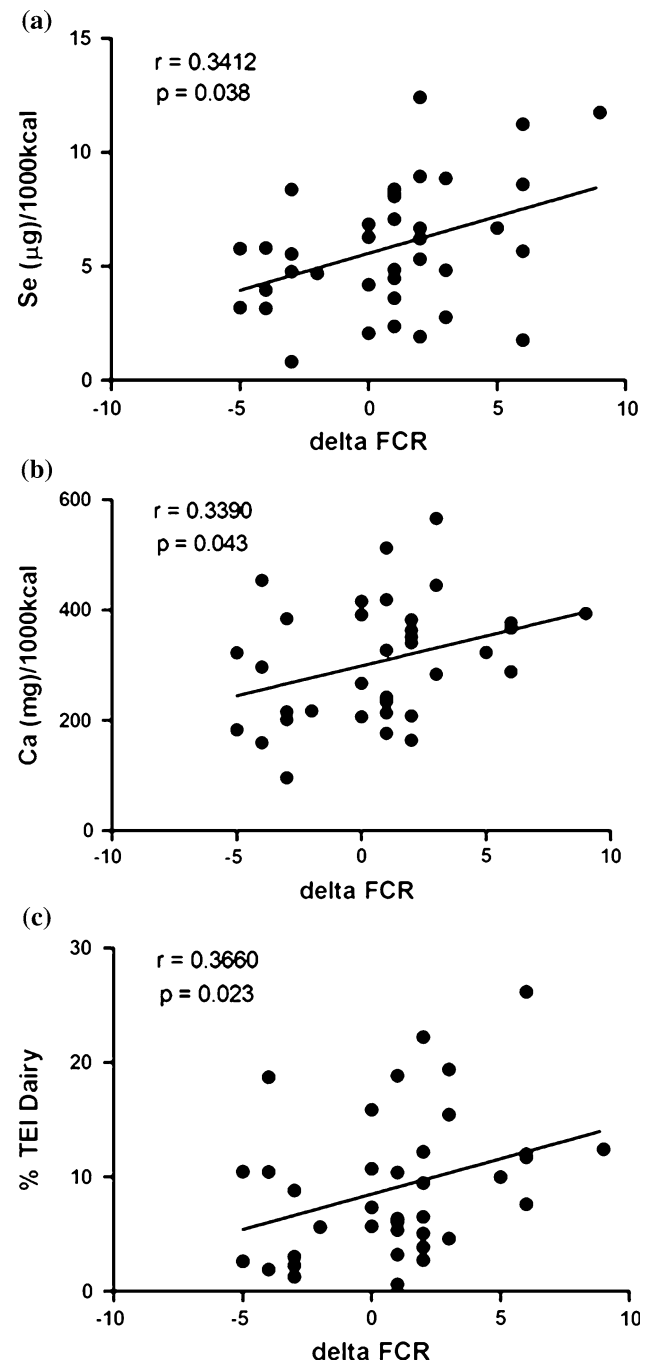 (a)
r = 0.3412
p = 0.038
Se (µg)/1000kcal
15
10
5
0
-10 -5 0 5 10
delta FCR
(b)
r = 0.3390
p = 0.043
Ca (mg)/1000kcal
600
400
200
0
-10 -5 0 5 10
delta FCR
(c)
r = 0.3660
p = 0.023
% TEI Dairy
30
20
10
0
-10 -5 0 5 10
delta FCR